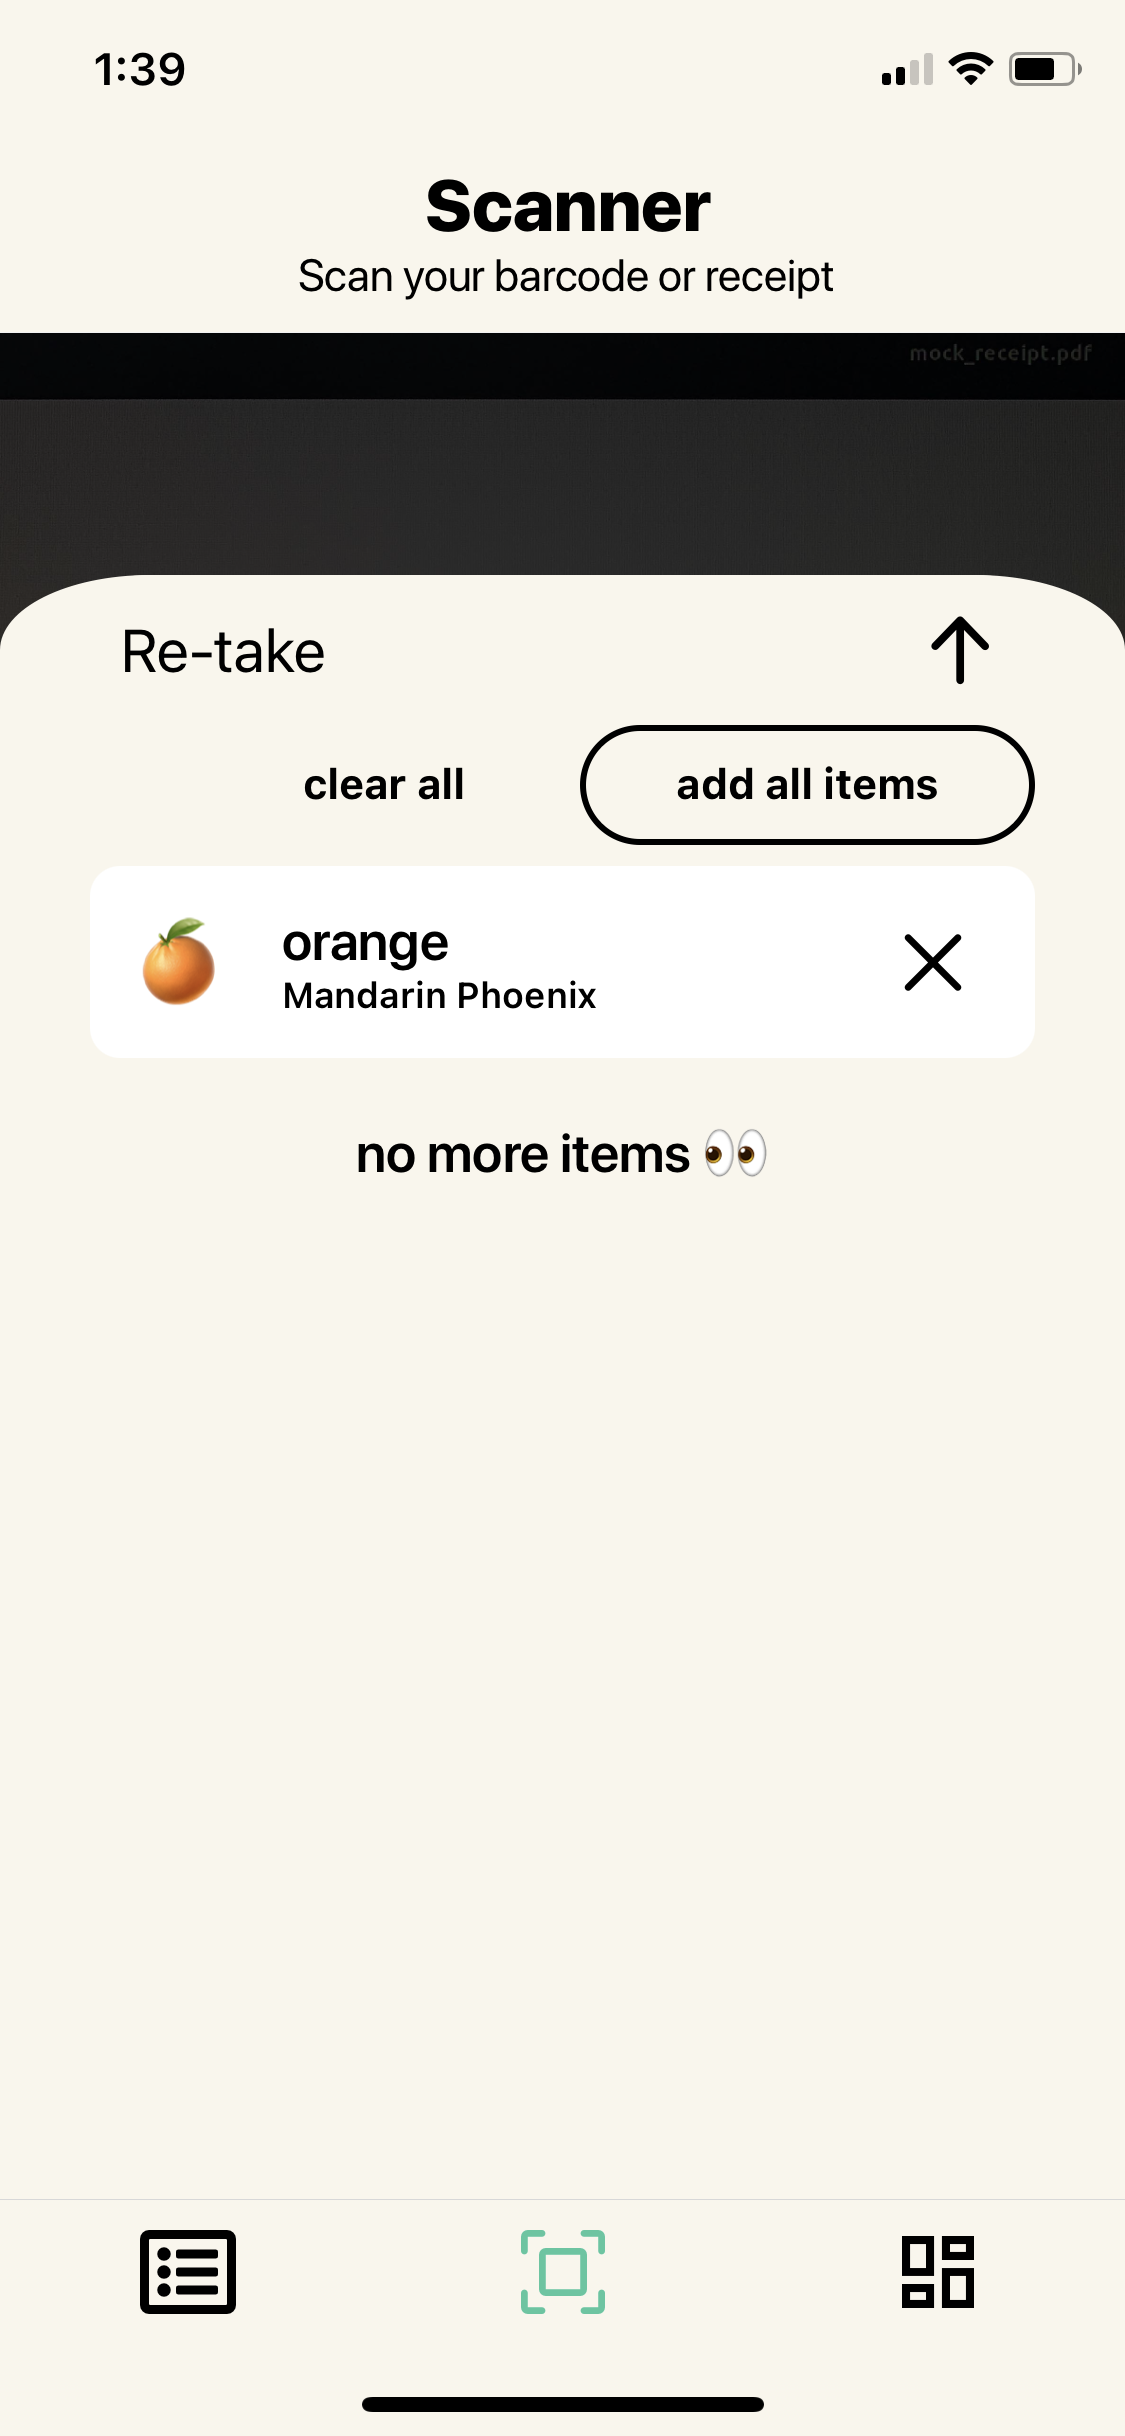 1:39
Scanner
Scan your barcode or receipt
mock_receipt.pdf
Re-take
clear all
add all items
orange
Mandarin Phoenix
no more items 👀